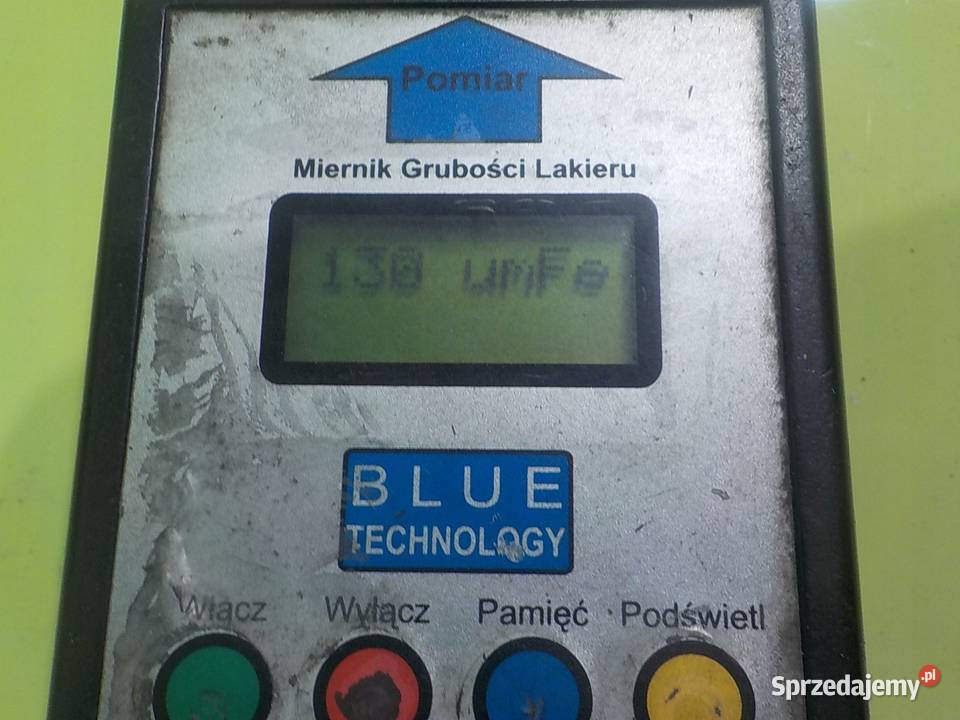 Pomiar
Miernik Grubości Lakieru
130 umFe
BLUE
TECHNOLOGY
Włącz Wyłącz Pamięć Podświetl
Sprzedajemy.pl